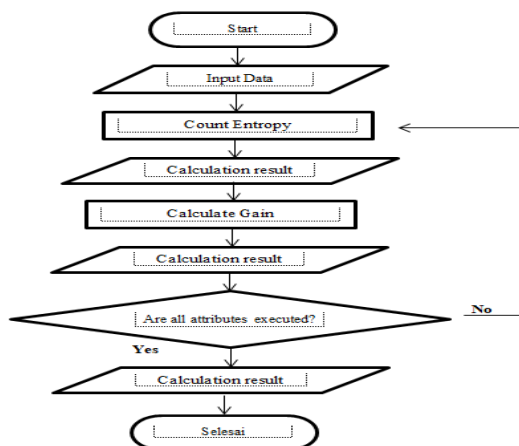 Start
Input Data
Count Entropy
Calculation result
Calculate Gain
Calculation result
Are all attributes executed?
No
Yes
Calculation result
Selesai